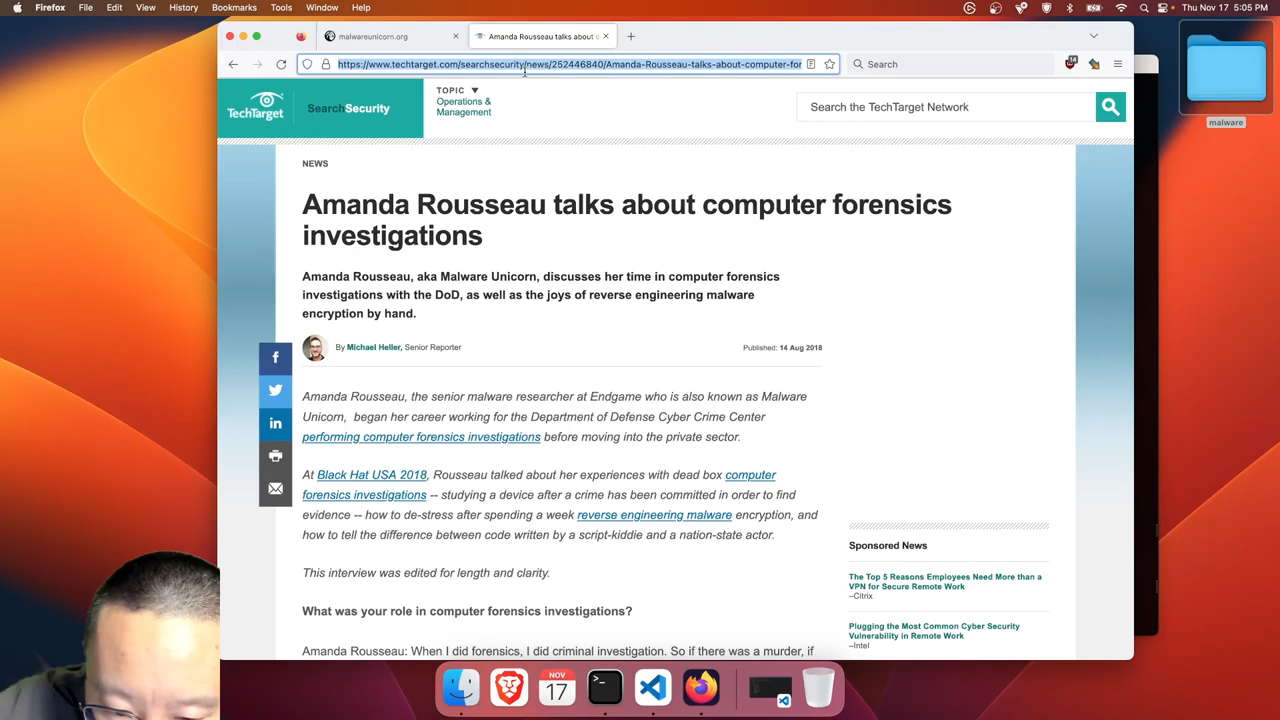 Firefox File Edit View History Bookmarks Tools Window Help
Thu Nov 17 5:05 PM
malwareunicorn.org
Amanda Rousseau talks about c
https://www.techtarget.com/searchsecurity/news/252446840/Amanda-Rousseau-talks-about-computer-for
Search
14
malware
TechTarget
SearchSecurity
TOPIC
Operations &
Management
Search the TechTarget Network
NEWS
Amanda Rousseau talks about computer forensics
investigations
Amanda Rousseau, aka Malware Unicorn, discusses her time in computer forensics
investigations with the DoD, as well as the joys of reverse engineering malware
encryption by hand.
By Michael Heller, Senior Reporter
Published: 14 Aug 2018
Amanda Rousseau, the senior malware researcher at Endgame who is also known as Malware
Unicorn, began her career working for the Department of Defense Cyber Crime Center
performing computer forensics investigations before moving into the private sector.
At Black Hat USA 2018, Rousseau talked about her experiences with dead box computer
forensics investigations -- studying a device after a crime has been committed in order to find
evidence -- how to de-stress after spending a week reverse engineering malware encryption, and
how to tell the difference between code written by a script-kiddie and a nation-state actor.
This interview was edited for length and clarity.
What was your role in computer forensics investigations?
Amanda Rousseau: When I did forensics, I did criminal investigation. So if there was a murder, if
Sponsored News
The Top 5 Reasons Employees Need More than a
VPN for Secure Remote Work
–Citrix
Plugging the Most Common Cyber Security
Vulnerability in Remote Work
–Intel
NOV
17